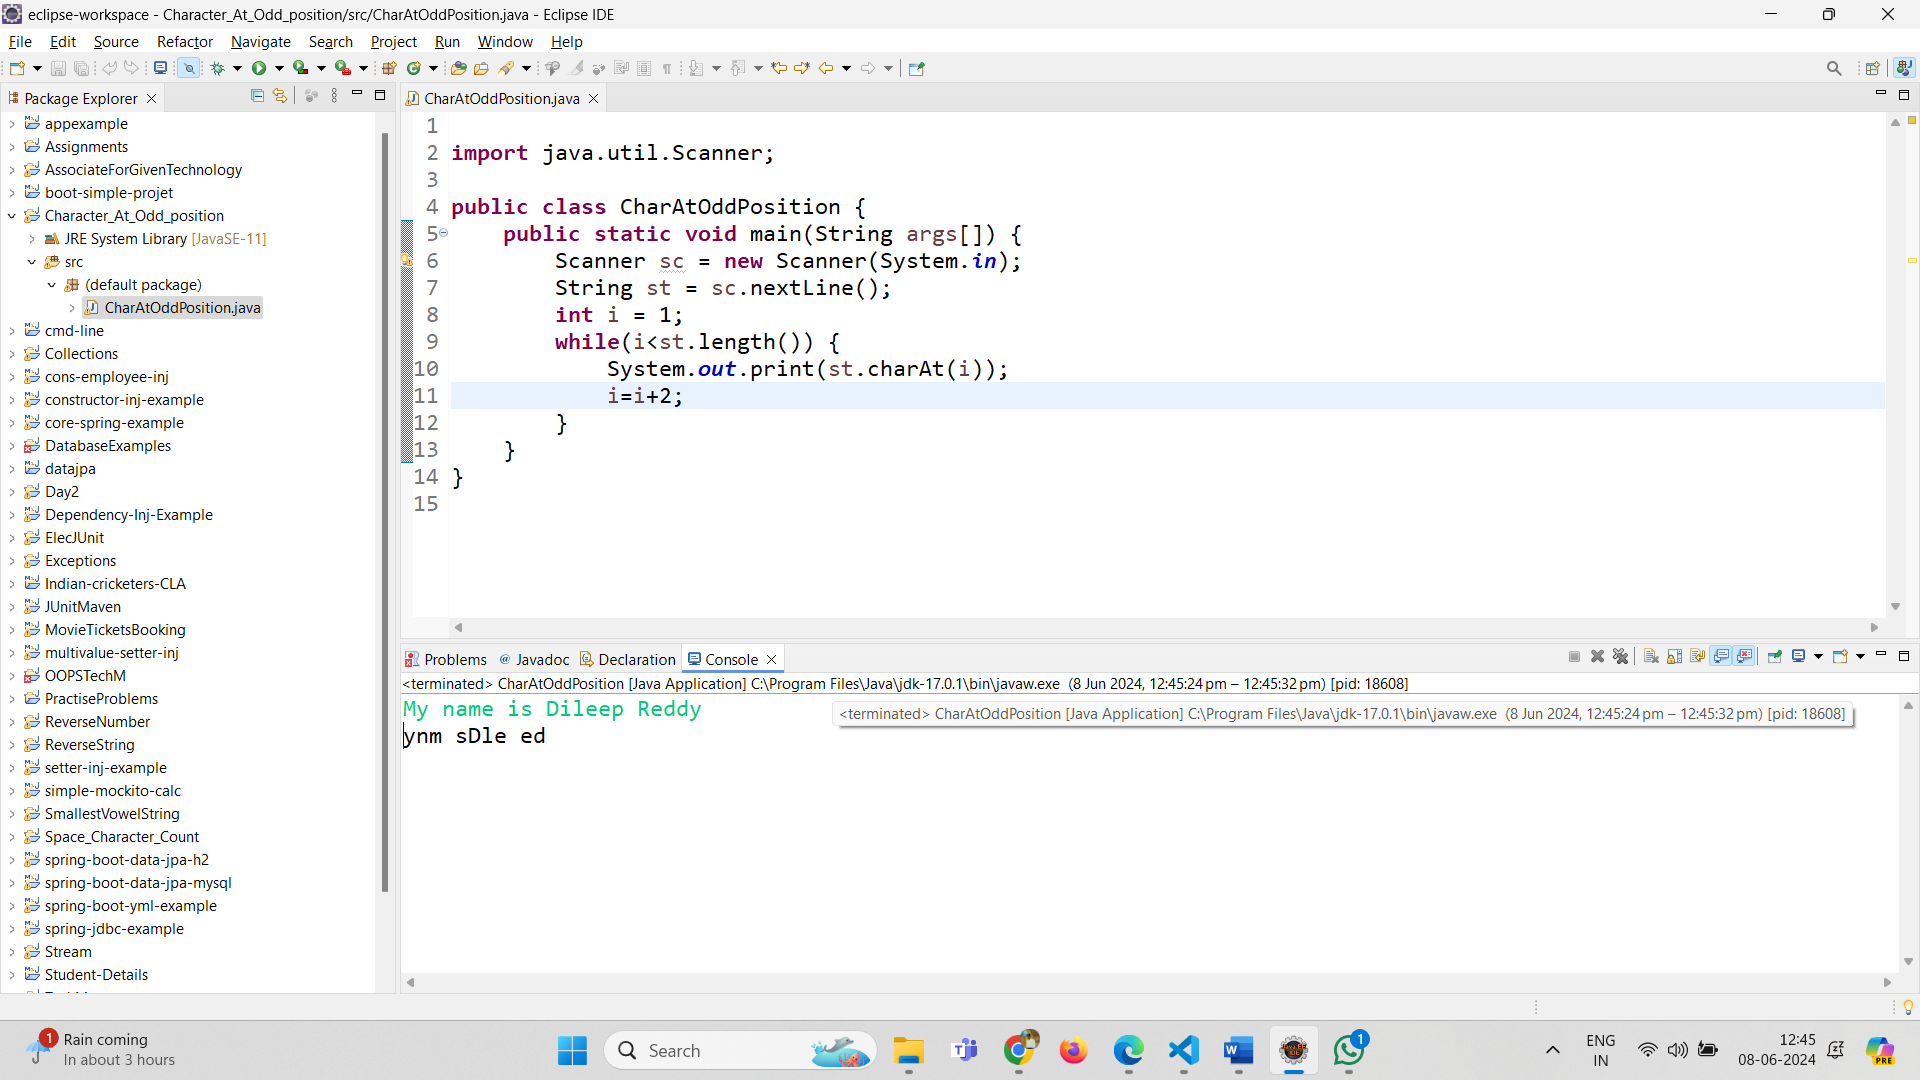 eclipse-workspace - Character_At_Odd_position/src/CharAtOddPosition.java - Eclipse IDE
File Edit Source Refactor Navigate Search Project Run Window Help
Package Explorer
appexample
Assignments
AssociateForGivenTechnology
boot-simple-projet
Character_At_Odd_position
JRE System Library [JavaSE-11]
src
(default package)
CharAtOddPosition.java
cmd-line
Collections
cons-employee-inj
constructor-inj-example
core-spring-example
DatabaseExamples
datajpa
Day2
Dependency-Inj-Example
ElecJUnit
Exceptions
Indian-cricketers-CLA
JUnitMaven
MovieTicketsBooking
multivalue-setter-inj
OOPSTechM
PractiseProblems
ReverseNumber
ReverseString
setter-inj-example
simple-mockito-calc
SmallestVowelString
Space_Character_Count
spring-boot-data-jpa-h2
spring-boot-data-jpa-mysql
spring-boot-yml-example
spring-jdbc-example
Stream
Student-Details
CharAtOddPosition.java
1
2 import java.util.Scanner;
3
4 public class CharAtOddPosition {
5 public static void main(String args[]) {
6 Scanner sc = new Scanner(System.in);
7 String st = sc.nextLine();
8 int i = 1;
9 while(i<st.length()) {
10 System.out.print(st.charAt(i));
11 i=i+2;
12 }
13 }
14 }
15
Problems @ Javadoc Declaration Console
<terminated> CharAtOddPosition [Java Application] C:\Program Files\Java\jdk-17.0.1\bin\javaw.exe (8 Jun 2024, 12:45:24 pm – 12:45:32 pm) [pid: 18608]
My name is Dileep Reddy
<terminated> CharAtOddPosition [Java Application] C:\Program Files\Java\jdk-17.0.1\bin\javaw.exe (8 Jun 2024, 12:45:24 pm – 12:45:32 pm) [pid: 18608]
ynm sDle ed
1
Rain coming
In about 3 hours
Search
1
ENG
IN
12:45
08-06-2024
PRE